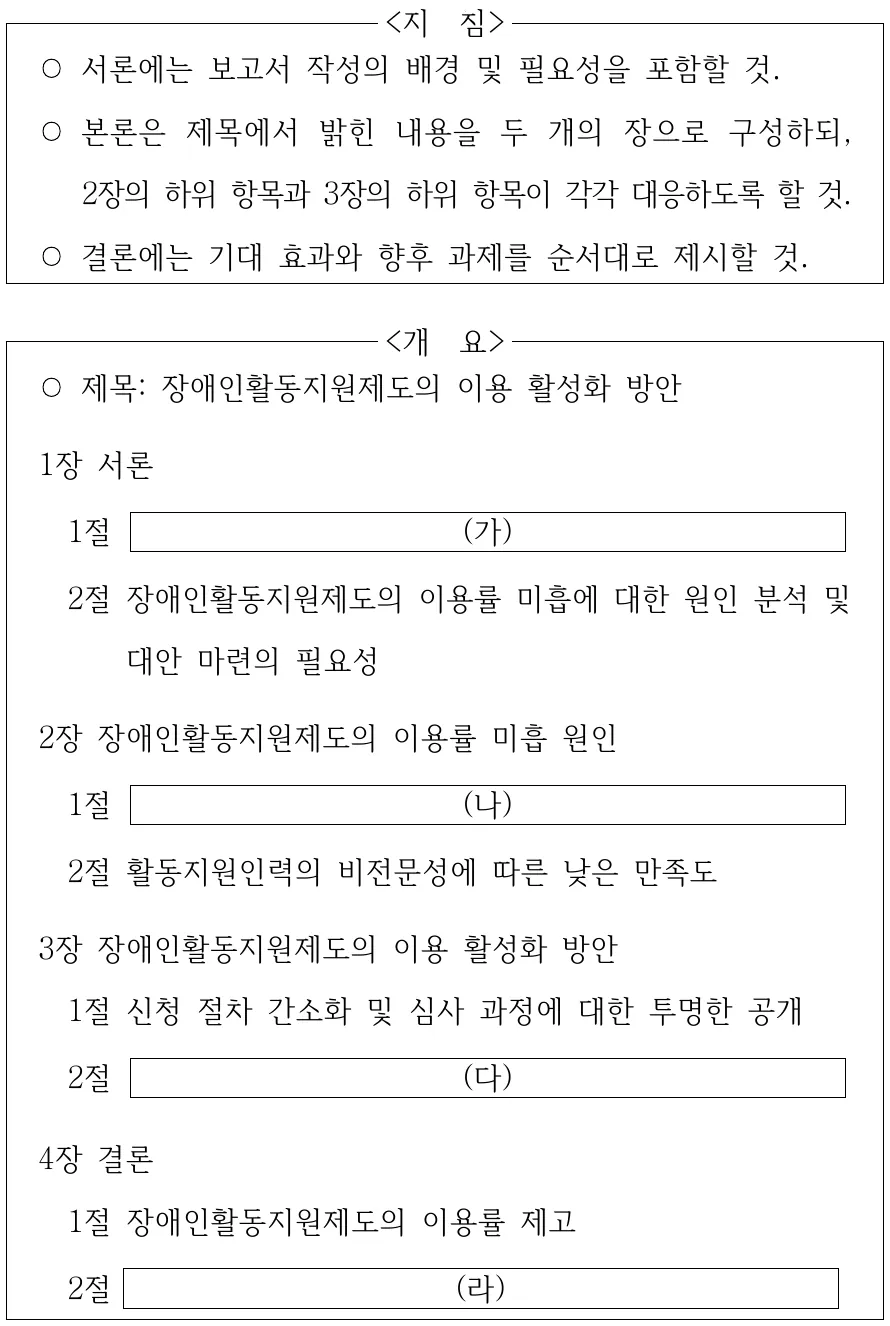 <지 침>
○ 서론에는 보고서 작성의 배경 및 필요성을 포함할 것.
○ 본론은 제목에서 밝힌 내용을 두 개의 장으로 구성하되,
2장의 하위 항목과 3장의 하위 항목이 각각 대응하도록 할 것.
○ 결론에는 기대 효과와 향후 과제를 순서대로 제시할 것.
<개 요>
○ 제목: 장애인활동지원제도의 이용 활성화 방안
1장 서론
1절 (가)
2절 장애인활동지원제도의 이용률 미흡에 대한 원인 분석 및
대안 마련의 필요성
2장 장애인활동지원제도의 이용률 미흡 원인
1절 (나)
2절 활동지원인력의 비전문성에 따른 낮은 만족도
3장 장애인활동지원제도의 이용 활성화 방안
1절 신청 절차 간소화 및 심사 과정에 대한 투명한 공개
2절 (다)
4장 결론
1절 장애인활동지원제도의 이용률 제고
2절 (라)